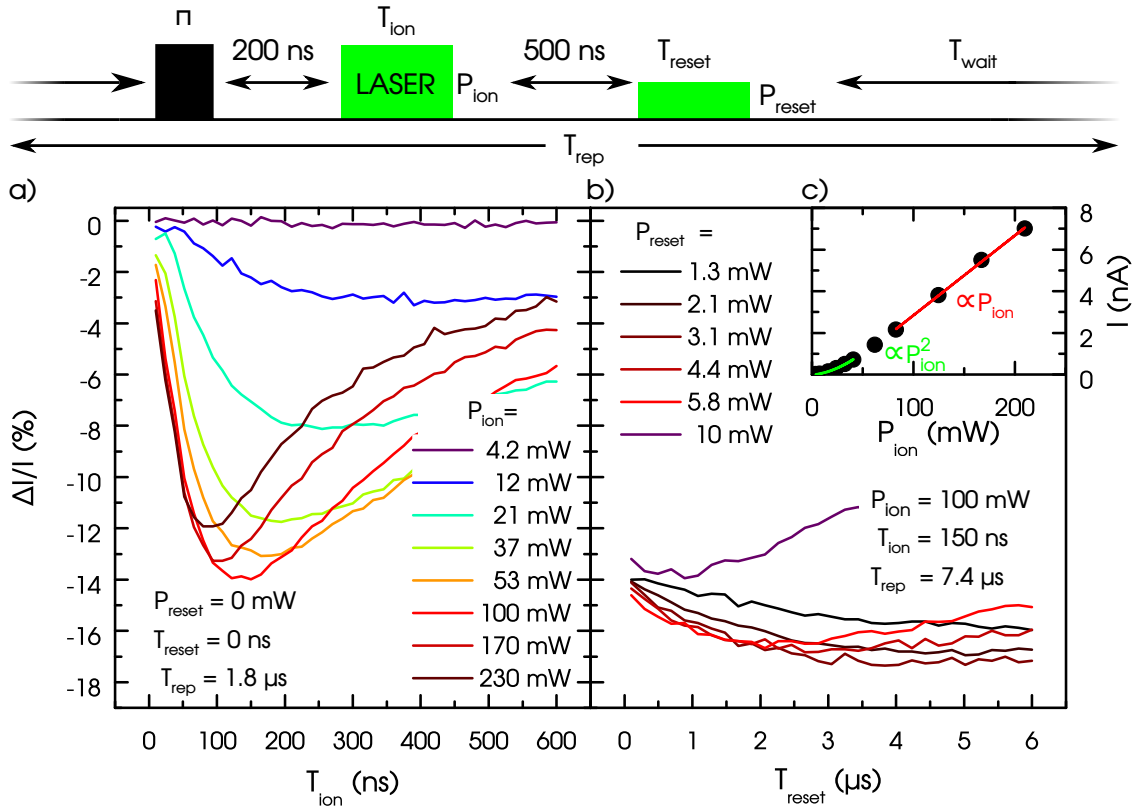 π
T_ion
200 ns
LASER
P_ion
500 ns
T_reset
P_reset
T_wait
T_rep
a)
0
-2
-4
-6
-8
-10
-12
-14
-16
-18
ΔI/I (%)
P_ion=
4.2 mW
12 mW
21 mW
37 mW
53 mW
100 mW
170 mW
230 mW
P_reset = 0 mW
T_reset = 0 ns
T_rep = 1.8 µs
0 100 200 300 400 500 600
T_ion (ns)
b)
P_reset =
1.3 mW
2.1 mW
3.1 mW
4.4 mW
5.8 mW
10 mW
P_ion = 100 mW
T_ion = 150 ns
T_rep = 7.4 µs
0 1 2 3 4 5 6
T_reset (µs)
c)
8
6
4
2
0
I (nA)
∝P_ion
∝P²_ion
0 100 200
P_ion (mW)